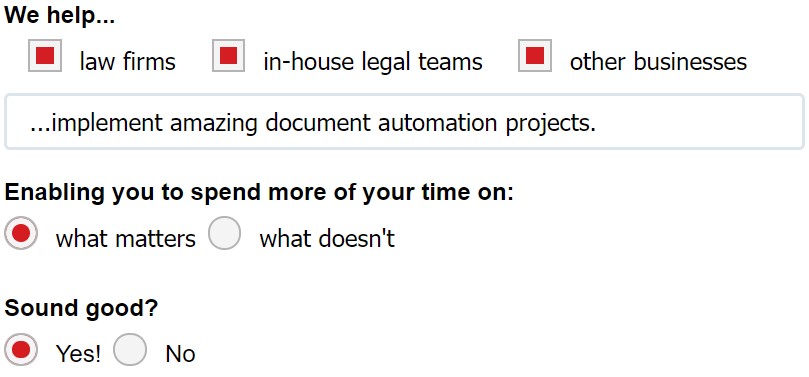 We help...
law firms in-house legal teams other businesses
...implement amazing document automation projects.
Enabling you to spend more of your time on:
what matters what doesn't
Sound good?
Yes! No